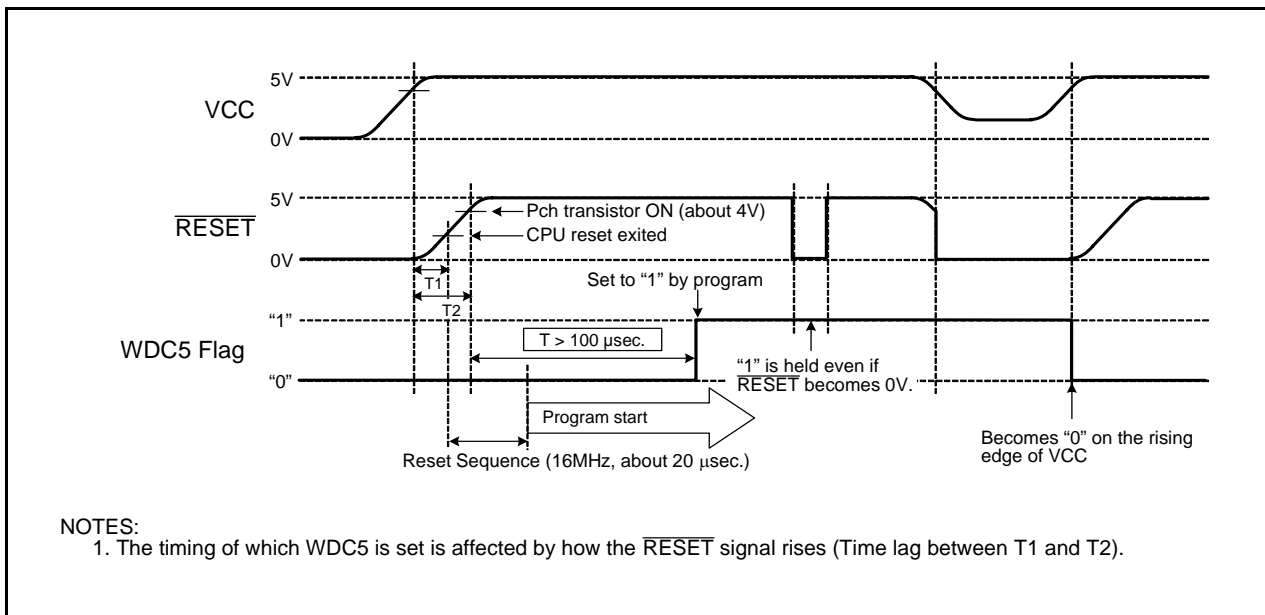 5V
VCC
0V
5V
Pch transistor ON (about 4V)
RESET
CPU reset exited
0V
T1
Set to “1” by program
T2
“1”
T > 100 µsec.
WDC5 Flag
“1” is held even if
RESET becomes 0V.
“0”
Program start
Becomes “0” on the rising
edge of VCC
Reset Sequence (16MHz, about 20 µsec.)
NOTES:
1. The timing of which WDC5 is set is affected by how the RESET signal rises (Time lag between T1 and T2).